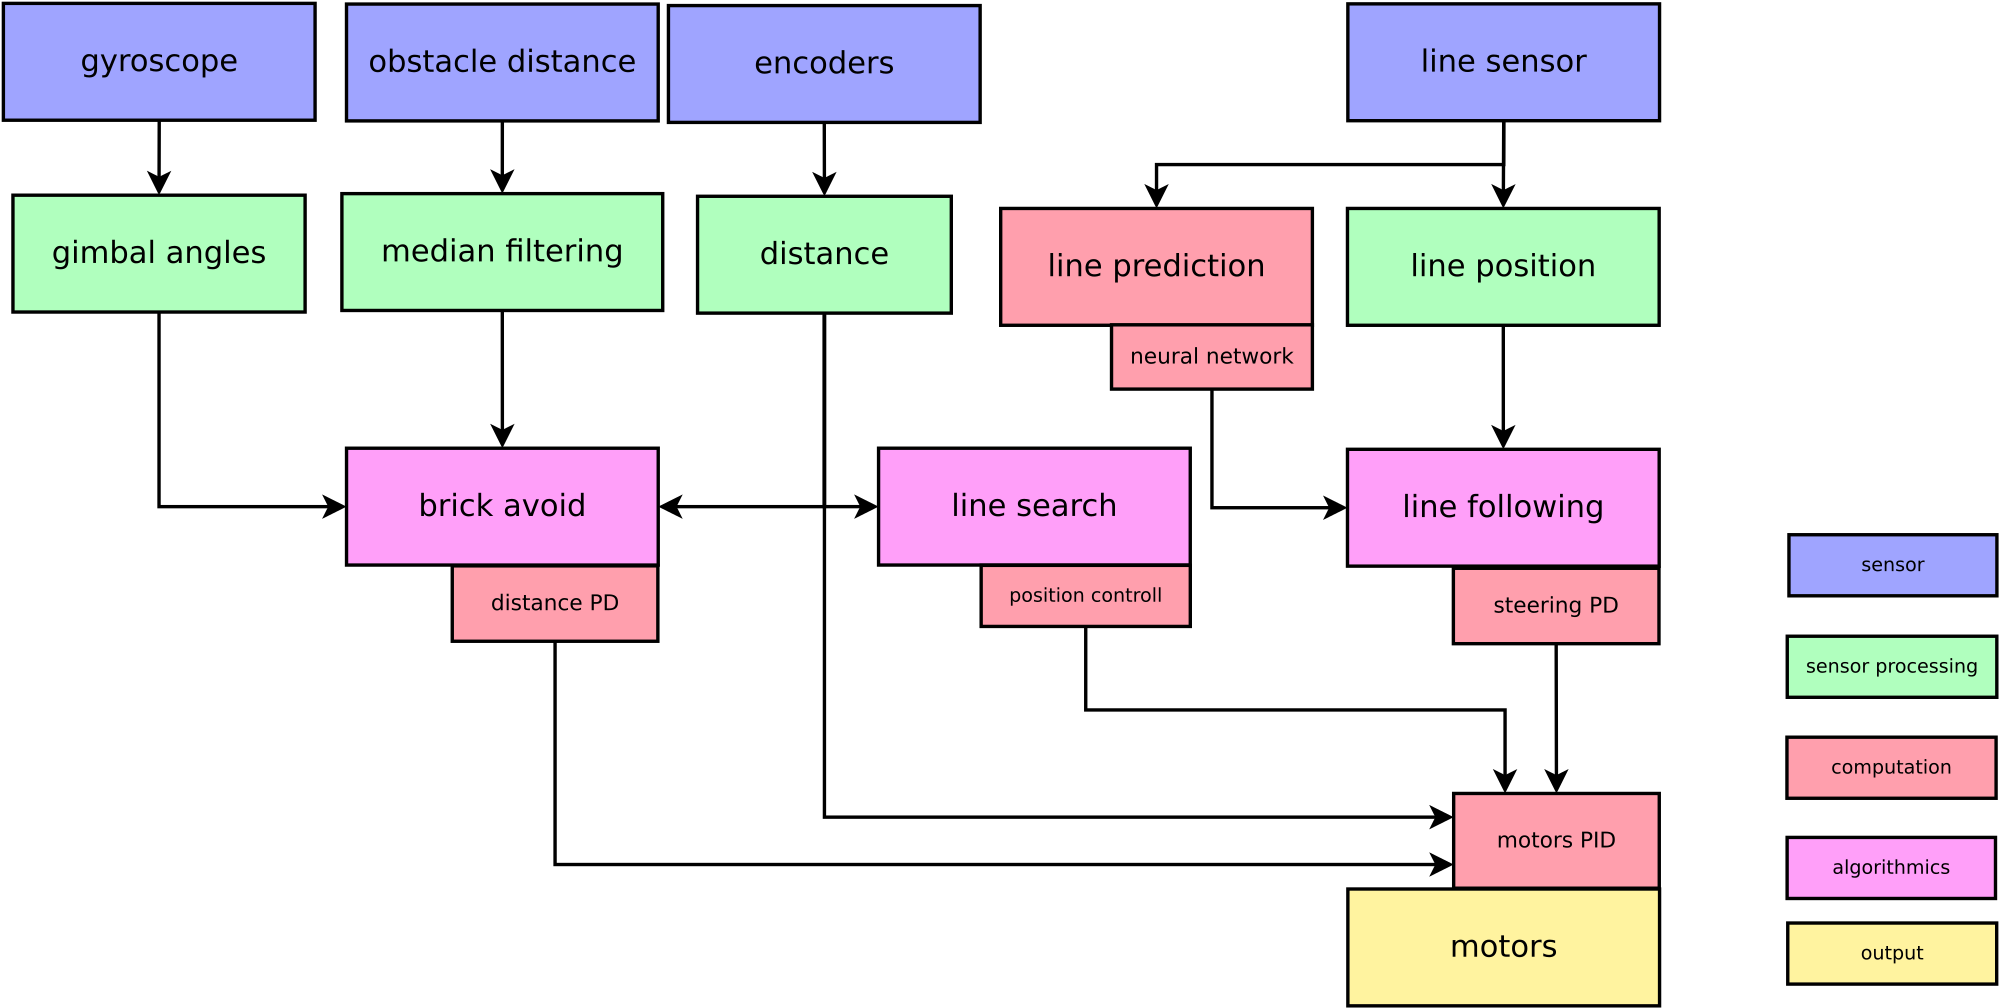 gyroscope
obstacle distance
encoders
line sensor
gimbal angles
median filtering
distance
line prediction
line position
neural network
brick avoid
line search
line following
distance PD
position controll
steering PD
motors PID
motors
sensor
sensor processing
computation
algorithmics
output